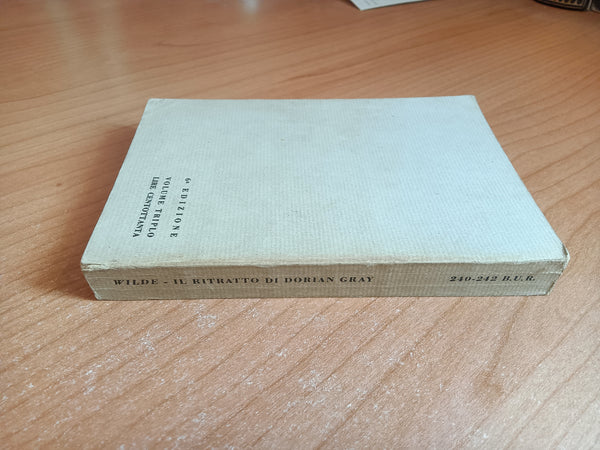 6ª EDIZIONE
VOLUME TRIPLO
LIRE CENTOTTANTA
WILDE - IL RITRATTO DI DORIAN GRAY 240-242 B.U.R.